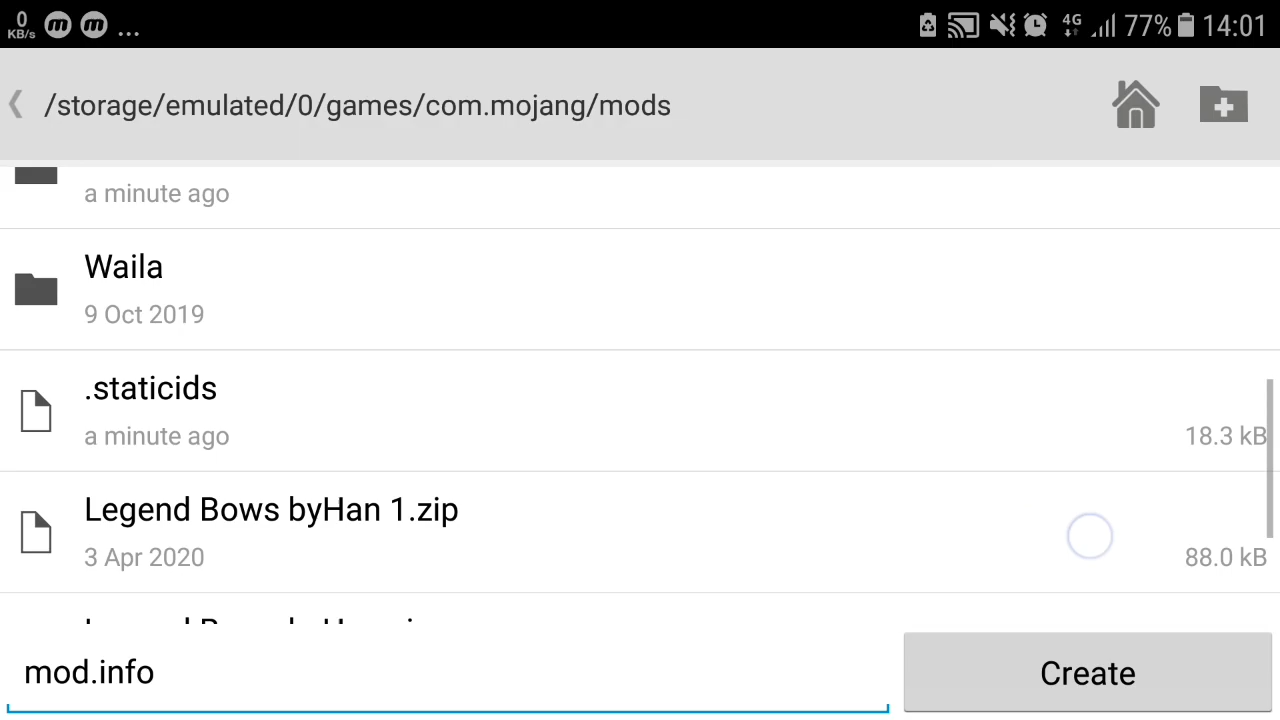 0
KB/s
m m ... 4G 77% 14:01
/storage/emulated/0/games/com.mojang/mods
a minute ago
Waila
9 Oct 2019
.staticids
a minute ago
18.3 kB
Legend Bows byHan 1.zip
3 Apr 2020
88.0 kB
mod.info
Create